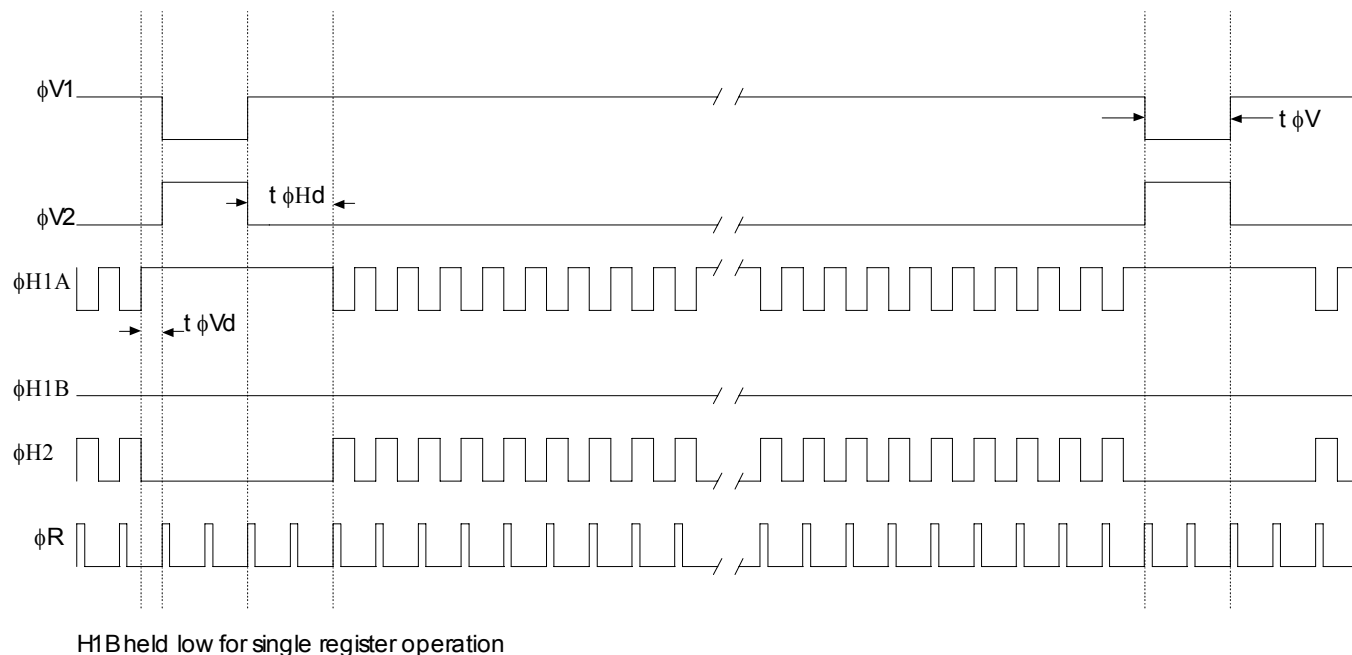 ϕV1
t ϕV
t ϕHd
ϕV2
ϕH1A
t ϕVd
ϕH1B
ϕH2
ϕR
H1B held low for single register operation